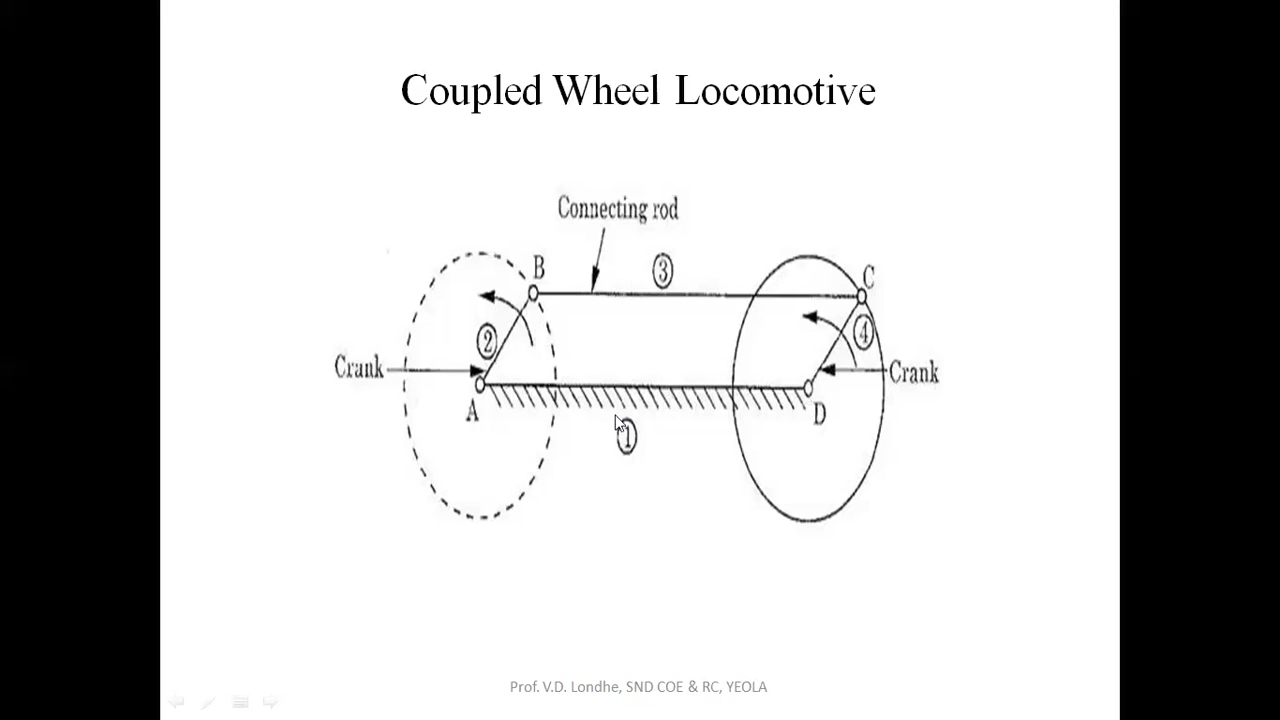 Coupled Wheel Locomotive
Connecting rod
B
③
C
②
④
Crank
Crank
A
D
①
Prof. V.D. Londhe, SND COE & RC, YEOLA